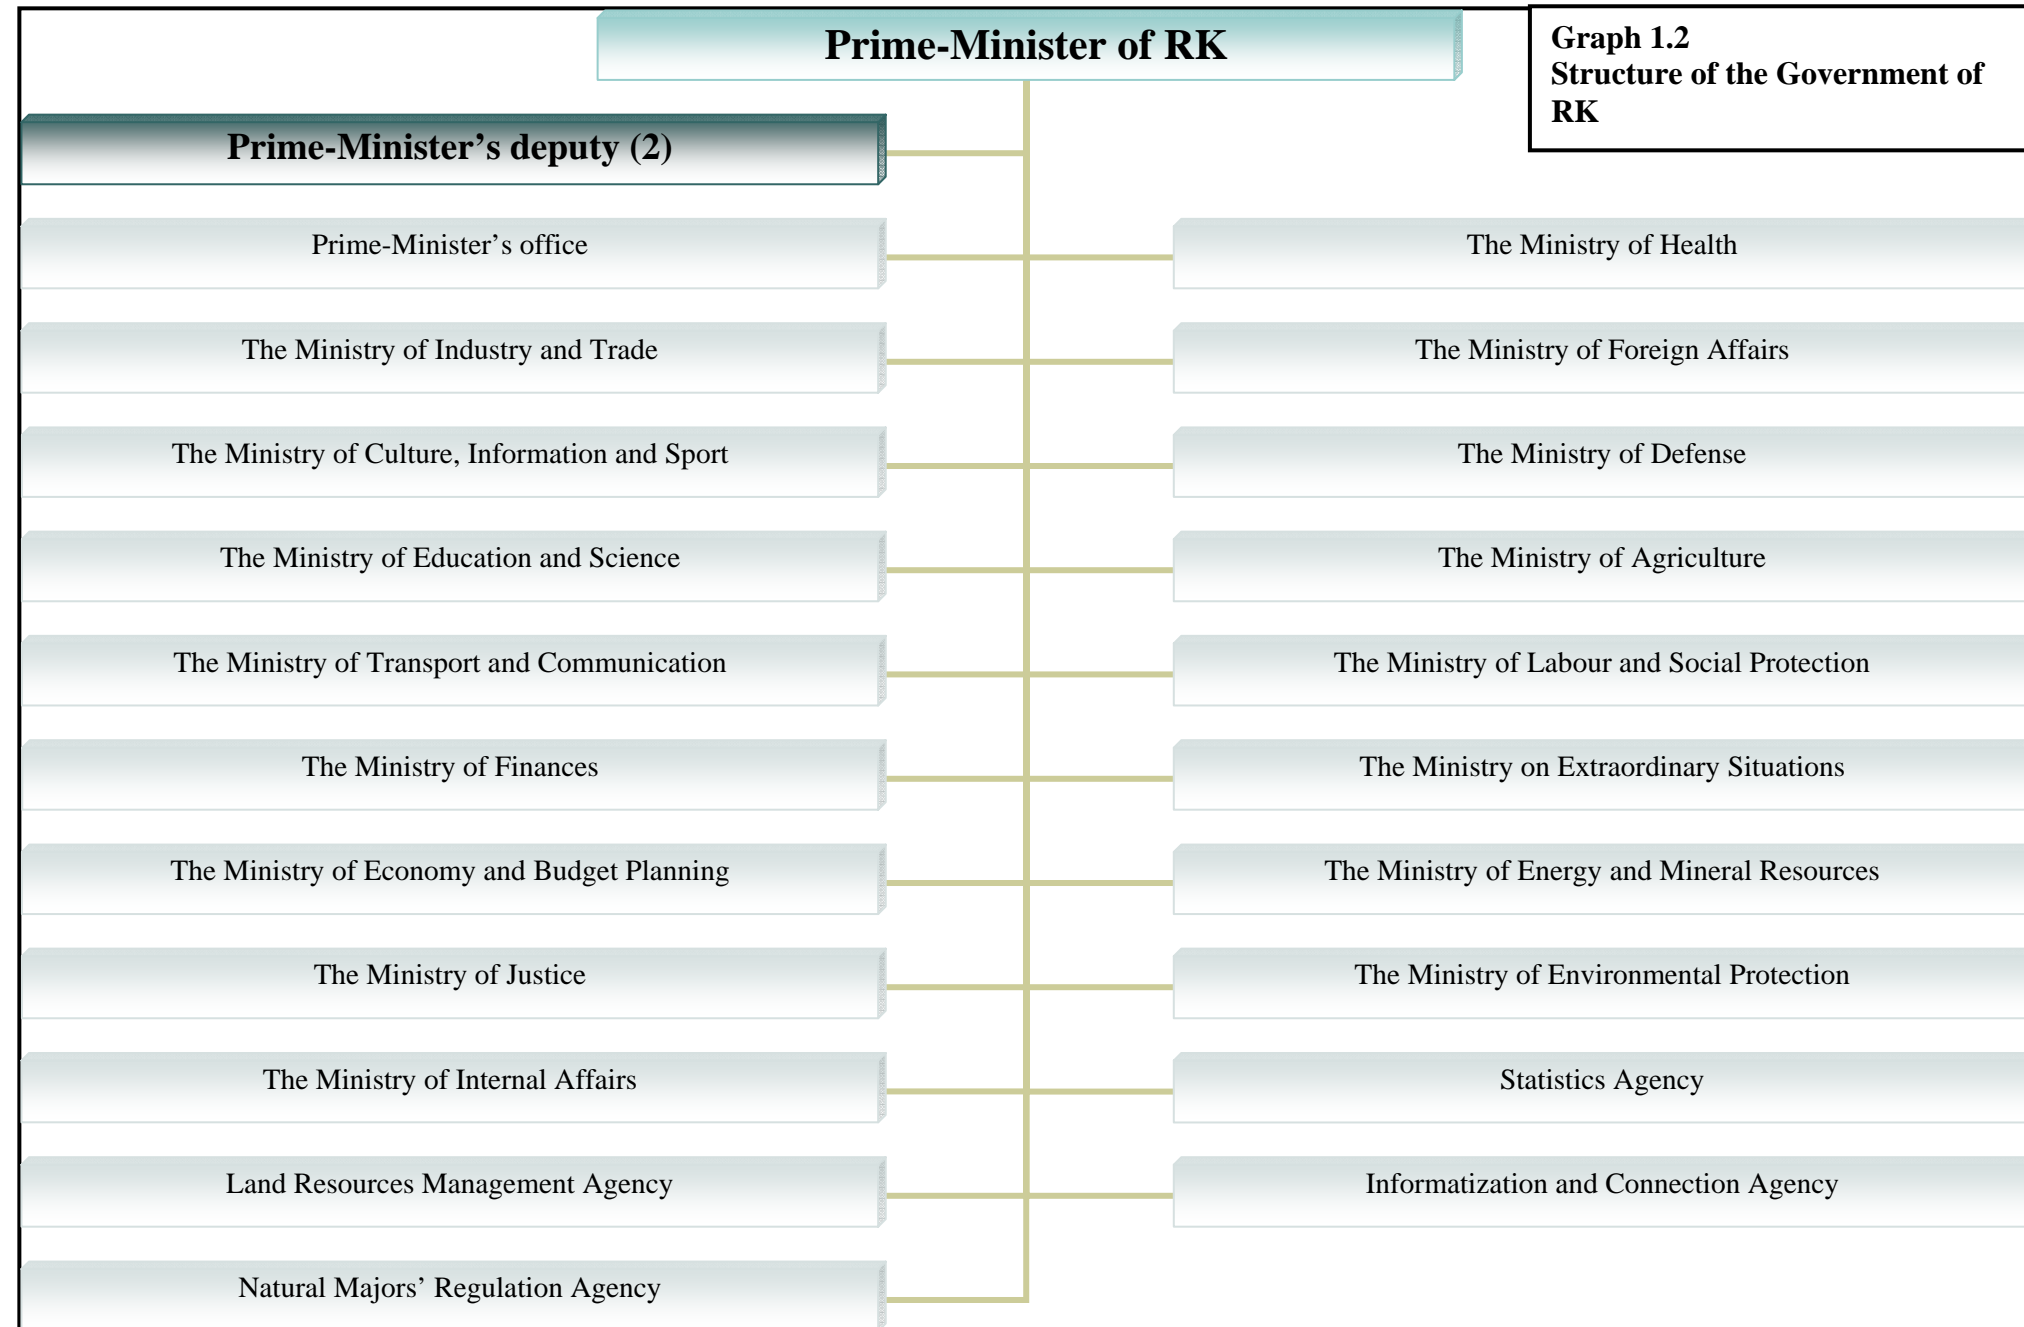 Prime-Minister of RK
Graph 1.2
Structure of the Government of
RK
Prime-Minister’s deputy (2)
Prime-Minister’s office
The Ministry of Health
The Ministry of Industry and Trade
The Ministry of Foreign Affairs
The Ministry of Culture, Information and Sport
The Ministry of Defense
The Ministry of Education and Science
The Ministry of Agriculture
The Ministry of Transport and Communication
The Ministry of Labour and Social Protection
The Ministry of Finances
The Ministry on Extraordinary Situations
The Ministry of Economy and Budget Planning
The Ministry of Energy and Mineral Resources
The Ministry of Justice
The Ministry of Environmental Protection
The Ministry of Internal Affairs
Statistics Agency
Land Resources Management Agency
Informatization and Connection Agency
Natural Majors’ Regulation Agency